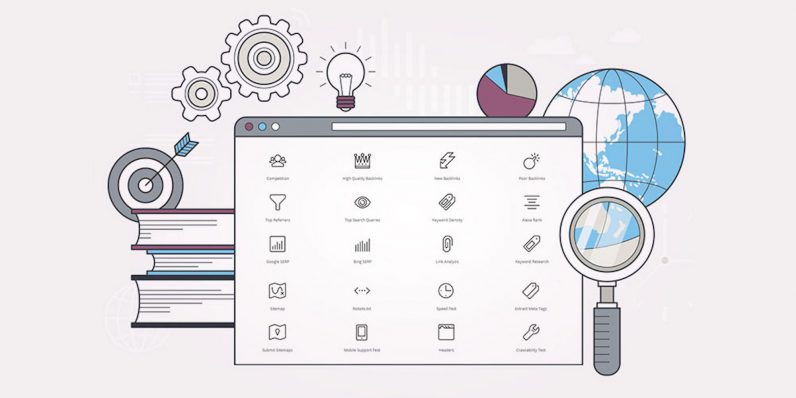 Competition
High Quality Backlinks
New Backlinks
Poor Backlinks
Top Referrers
Top Search Queries
Keyword Density
Alexa Rank
Google SERP
Bing SERP
Link Analyze
Keyword Research
Sitemap
Robots.txt
Speed Test
Extract Meta Tags
Submit Sitemaps
Mobile Support Test
Headers
Crawlability Test